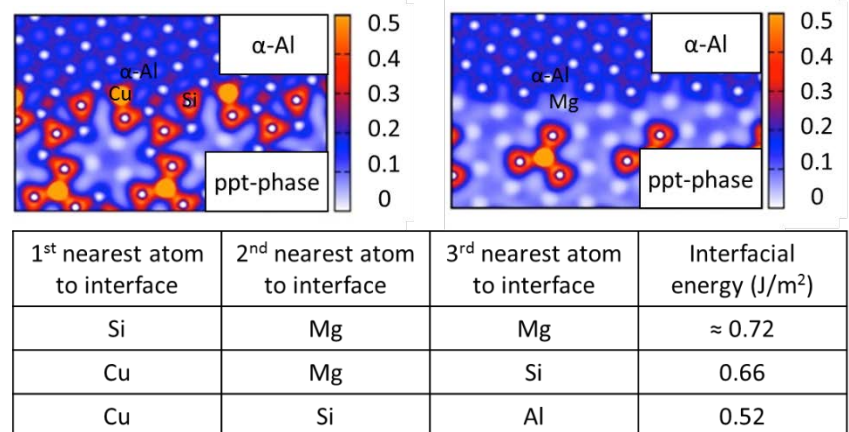 α-Al
α-Al
Cu
Si
ppt-phase
0.5
0.4
0.3
0.2
0.1
0
α-Al
α-Al
Mg
ppt-phase
0.5
0.4
0.3
0.2
0.1
0
1st nearest atom to interface
2nd nearest atom to interface
3rd nearest atom to interface
Interfacial energy (J/m²)
Si
Mg
Mg
≈ 0.72
Cu
Mg
Si
0.66
Cu
Si
Al
0.52